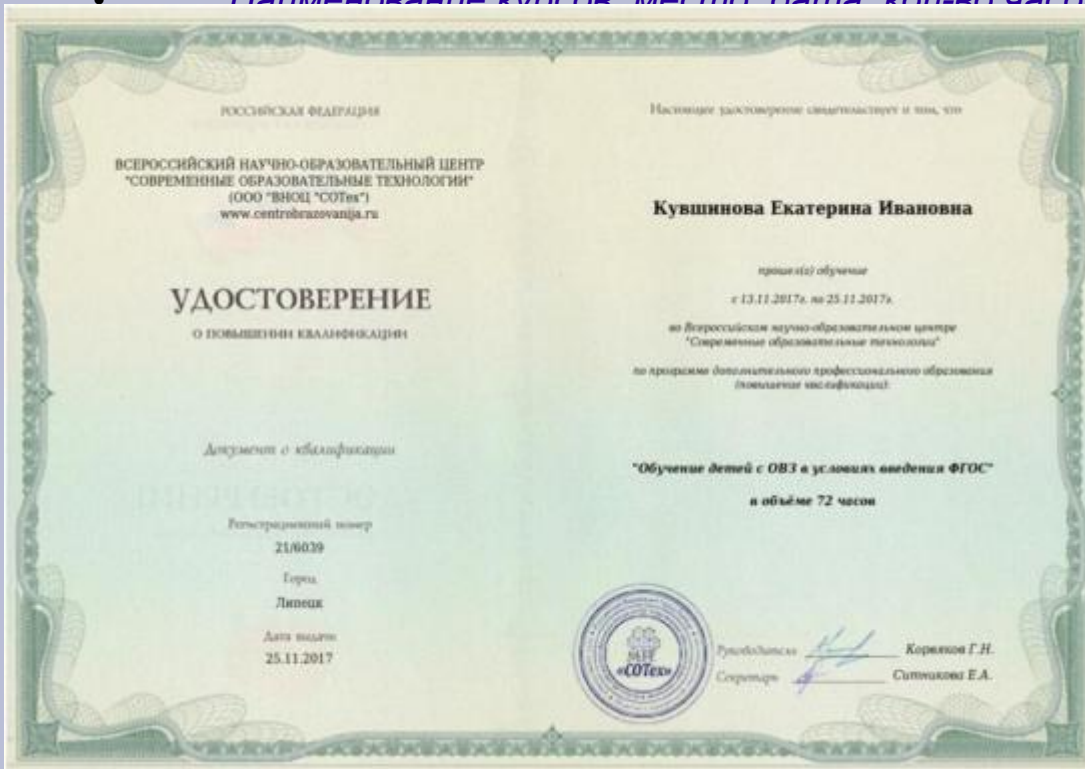 Наименование курсов, место, дата, кол-во часов
РОССИЙСКАЯ ФЕДЕРАЦИЯ
ВСЕРОССИЙСКИЙ НАУЧНО-ОБРАЗОВАТЕЛЬНЫЙ ЦЕНТР
"СОВРЕМЕННЫЕ ОБРАЗОВАТЕЛЬНЫЕ ТЕХНОЛОГИИ"
(ООО "ВНОЦ "СОТех")
www.centrobrazovanija.ru
УДОСТОВЕРЕНИЕ
О ПОВЫШЕНИИ КВАЛИФИКАЦИИ
Документ о квалификации
Регистрационный номер
21/6039
Город
Липецк
Дата выдачи
25.11.2017
Настоящее удостоверение свидетельствует о том, что
Кувшинова Екатерина Ивановна
прошел(а) обучение
с 13.11.2017г. по 25.11.2017г.
во Всероссийском научно-образовательном центре
"Современные образовательные технологии"
по программе дополнительного профессионального образования
(повышение квалификации):
"Обучение детей с ОВЗ в условиях введения ФГОС"
в объёме 72 часов
«СОТех»
Руководитель Коряков Г.Н.
Секретарь Ситникова Е.А.